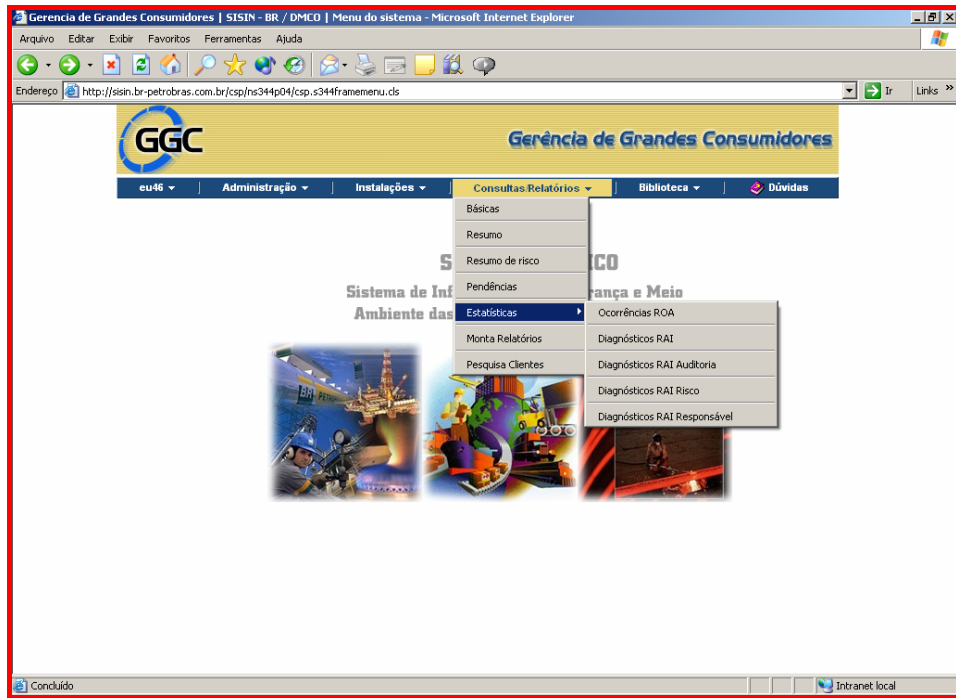 Gerencia de Grandes Consumidores | SISIN - BR / DMCO | Menu do sistema - Microsoft Internet Explorer
Arquivo Editar Exibir Favoritos Ferramentas Ajuda
Endereço http://sisin.br-petrobras.com.br/csp/ns344p04/csp.s344framemenu.cls Ir Links »
GGC Gerência de Grandes Consumidores
eu46 | Administração | Instalações | Consultas/Relatórios | Biblioteca | Dúvidas
Básicas
Resumo
S CO
Resumo de risco
Sistema de Inf rança e Meio
Pendências
Ambiente das
Estatísticas Ocorrências ROA
Monta Relatórios Diagnósticos RAI
Pesquisa Clientes Diagnósticos RAI Auditoria
Diagnósticos RAI Risco
Diagnósticos RAI Responsável
BR
Concluído Intranet local